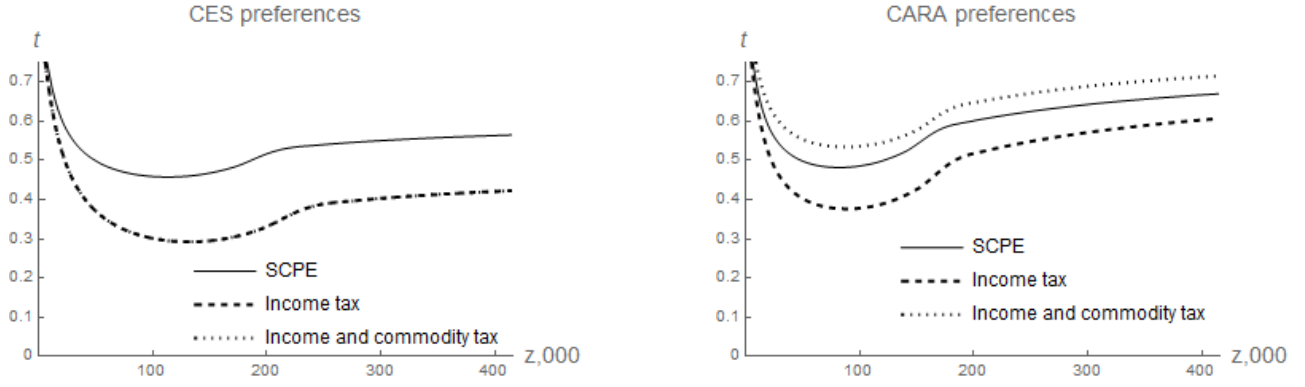 CES preferences
t
0.7
0.6
0.5
0.4
0.3
0.2
0.1
0
100
200
300
400
z,000
SCPE
Income tax
Income and commodity tax
CARA preferences
t
0.7
0.6
0.5
0.4
0.3
0.2
0.1
0
100
200
300
400
z,000
SCPE
Income tax
Income and commodity tax